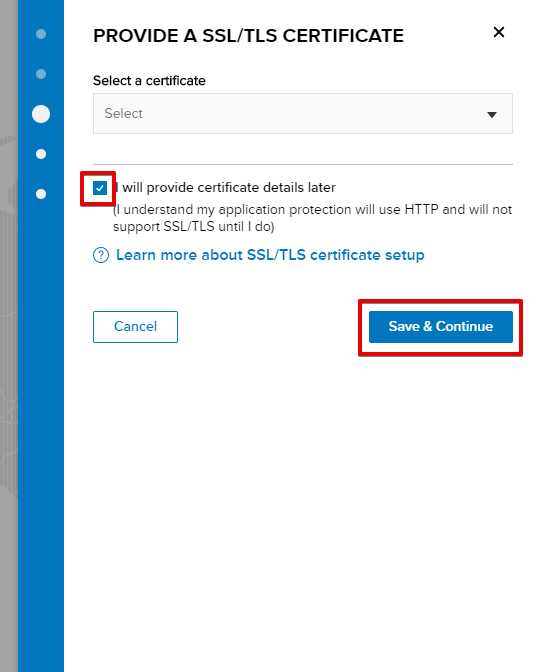 PROVIDE A SSL/TLS CERTIFICATE
Select a certificate
Select
I will provide certificate details later
(I understand my application protection will use HTTP and will not
support SSL/TLS until I do)
? Learn more about SSL/TLS certificate setup
Cancel
Save & Continue